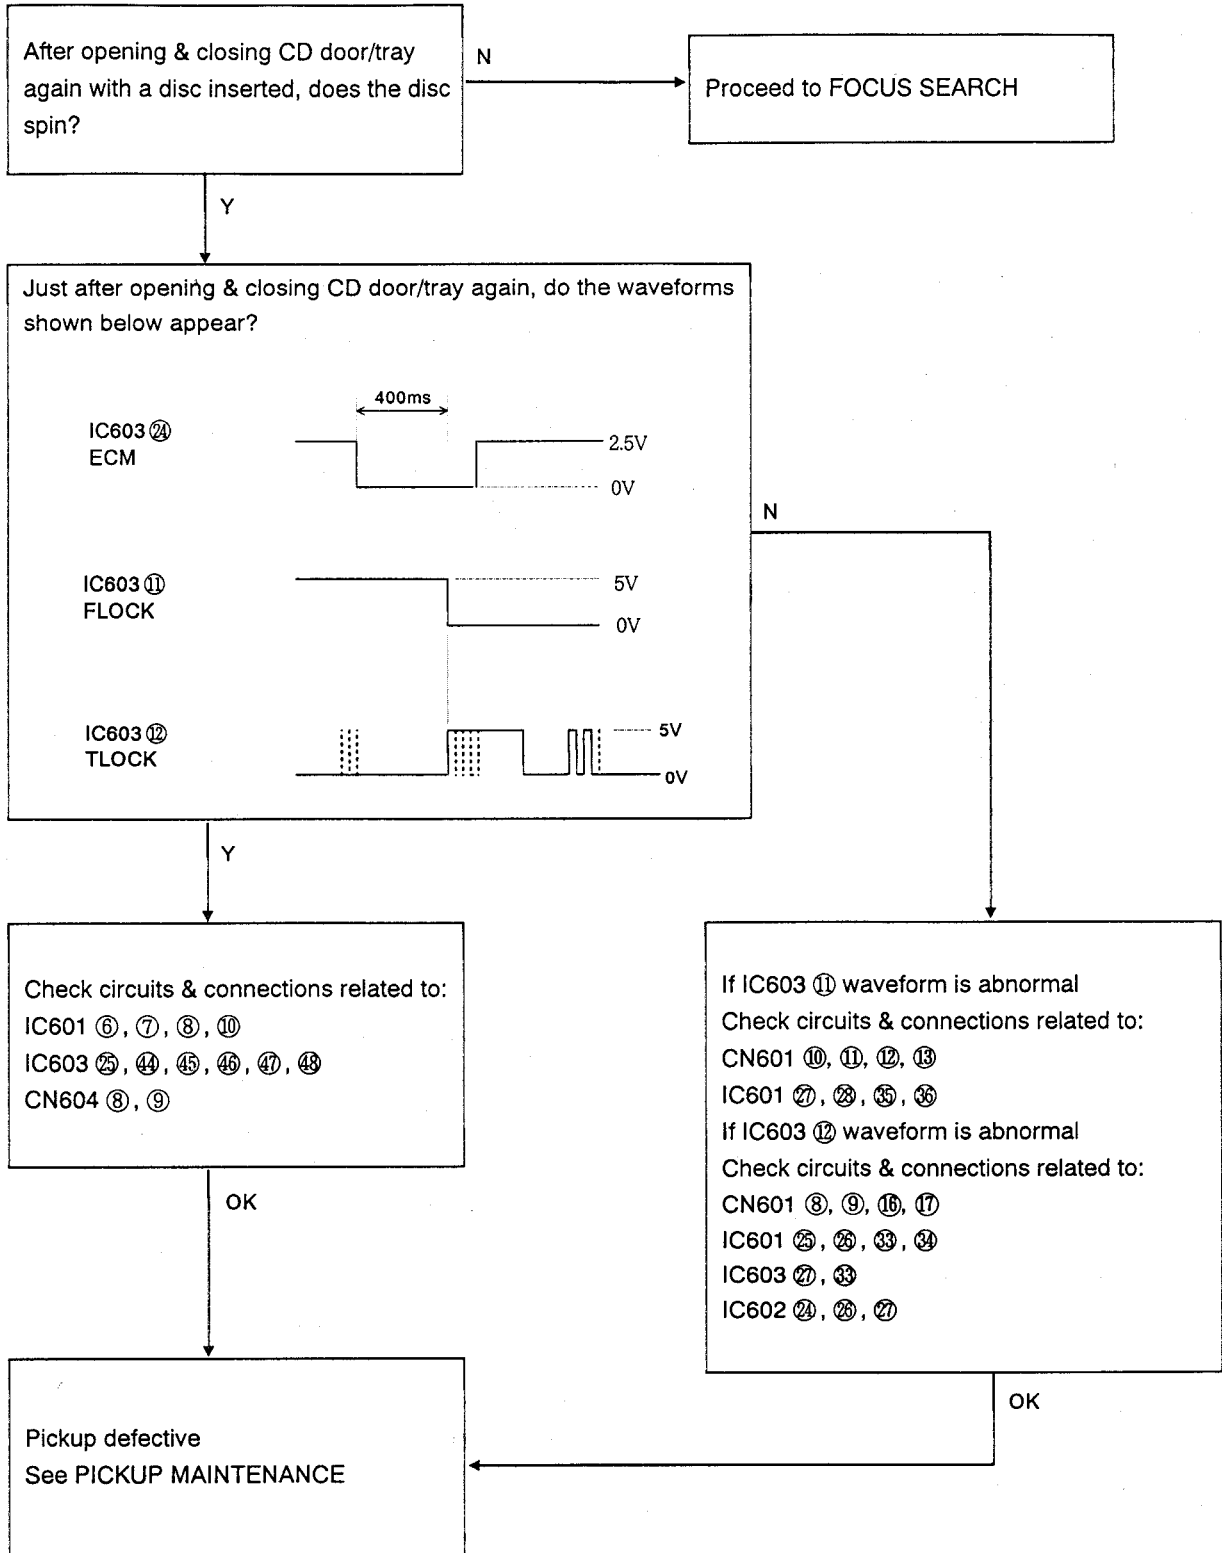 After opening & closing CD door/tray
again with a disc inserted, does the disc
spin?
N
Proceed to FOCUS SEARCH
Y
Just after opening & closing CD door/tray again, do the waveforms
shown below appear?
400ms
IC603 ㉔
ECM
2.5V
0V
N
IC603 ⑪
FLOCK
5V
0V
IC603 ⑫
TLOCK
5V
0V
Y
Check circuits & connections related to:
IC601 ⑥, ⑦, ⑧, ⑩
IC603 ㉕, ㊹, ㊺, ㊻, ㊼, ㊽
CN604 ⑧, ⑨
If IC603 ⑪ waveform is abnormal
Check circuits & connections related to:
CN601 ⑩, ⑪, ⑫, ⑬
IC601 ㉗, ㉘, ㉟, ㊱
If IC603 ⑫ waveform is abnormal
Check circuits & connections related to:
CN601 ⑧, ⑨, ⑯, ⑰
IC601 ㉕, ㉖, ㉝, ㉞
IC603 ㉗, ㉝
IC602 ㉔, ㉖, ㉗
OK
OK
Pickup defective
See PICKUP MAINTENANCE